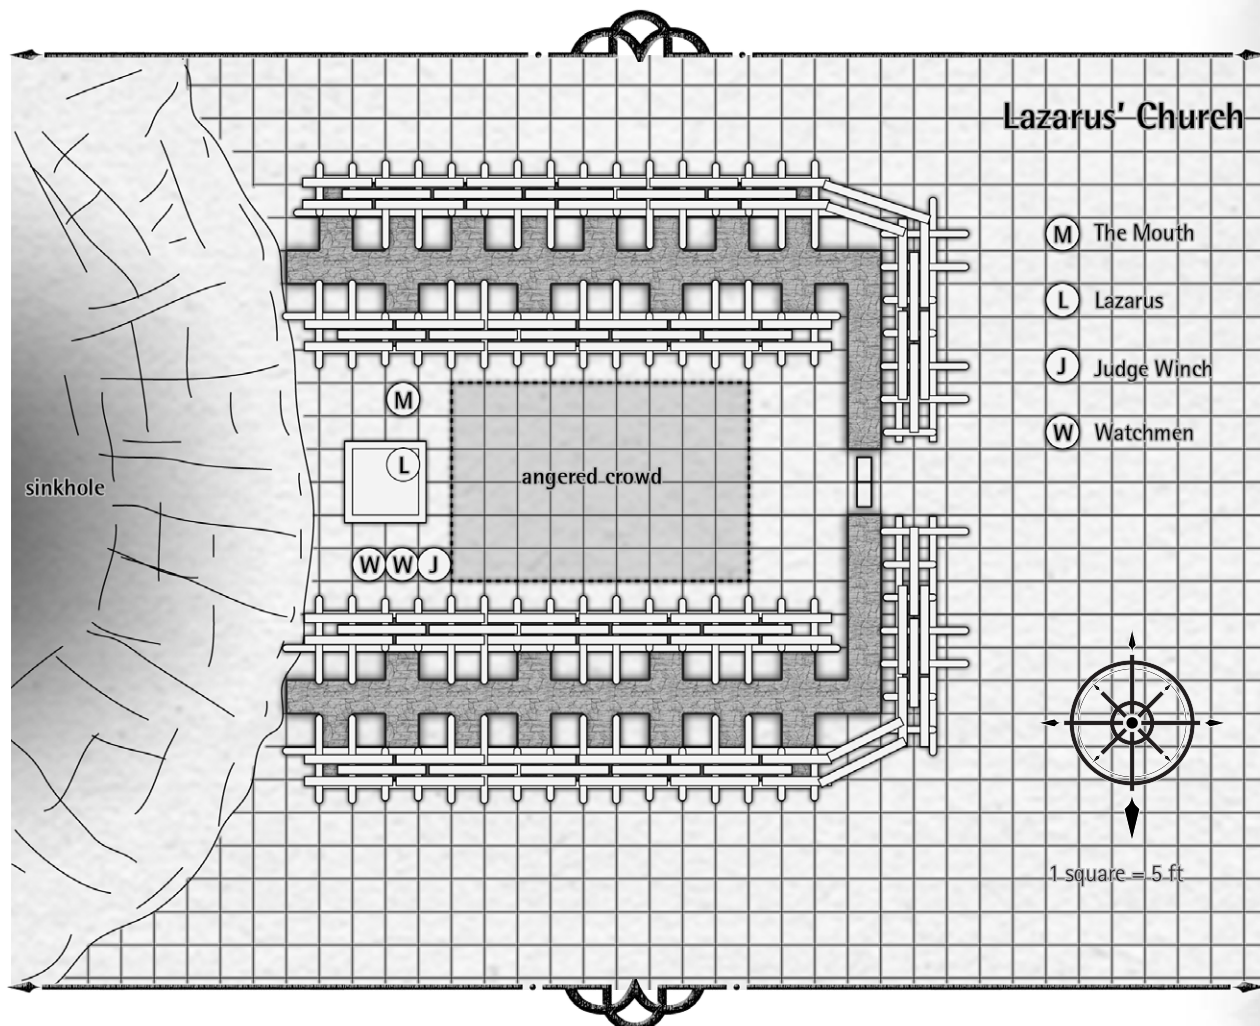 Lazarus' Church
M The Mouth
L Lazarus
J Judge Winch
W Watchmen
M
L
angered crowd
sinkhole
W W J
1 square = 5 ft